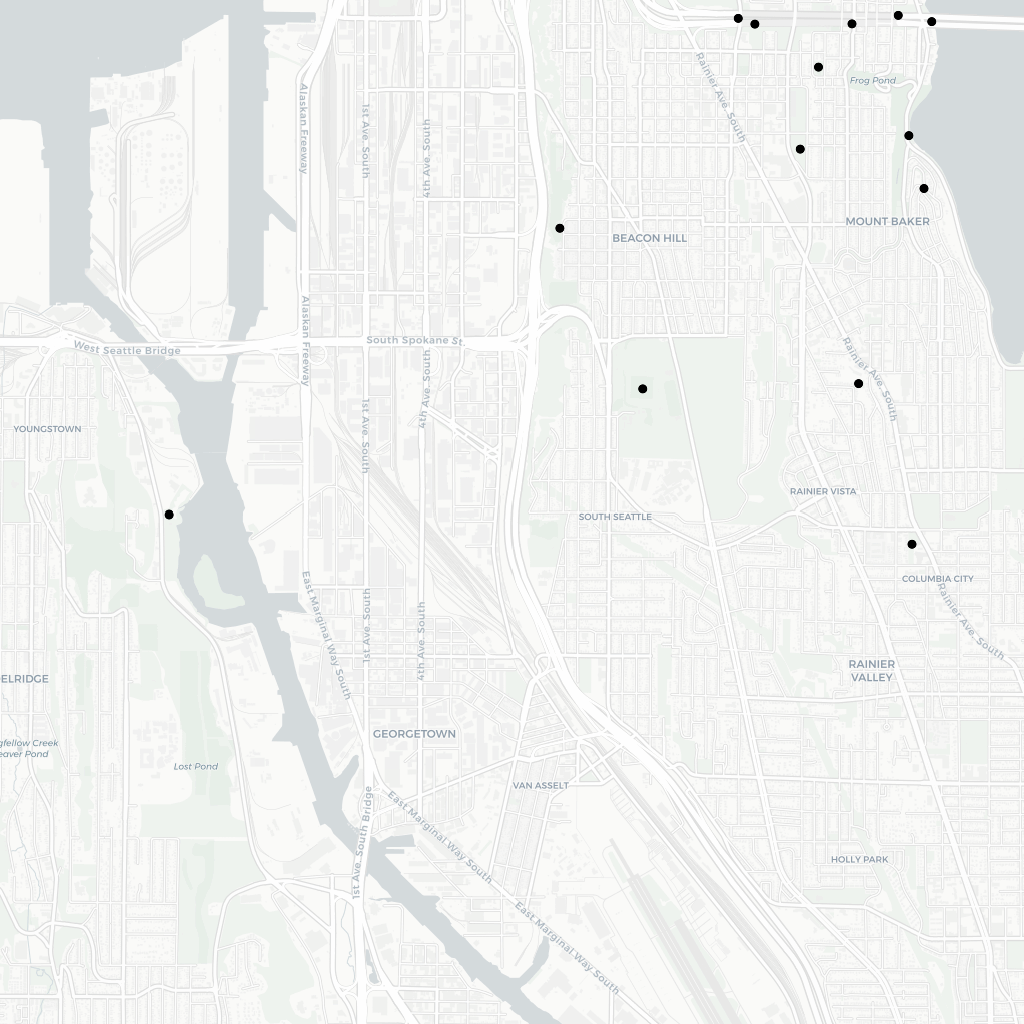 Frog Pond
Rainier Ave. South
Alaskan Freeway
1st Ave. South
4th Ave. South
MOUNT BAKER
BEACON HILL
West Seattle Bridge
South Spokane St.
Alaskan Freeway
4th Ave. South
Rainier Ave. South
YOUNGSTOWN
1st Ave. South
RAINIER VISTA
SOUTH SEATTLE
COLUMBIA CITY
East Marginal Way South
1st Ave. South
4th Ave. South
Rainier Ave. South
ELRIDGE
RAINIER
VALLEY
GEORGETOWN
gfellow Creek
eaver Pond
Lost Pond
VAN ASSELT
East Marginal Way South
1st Ave. South Bridge
HOLLY PARK
East Marginal Way South